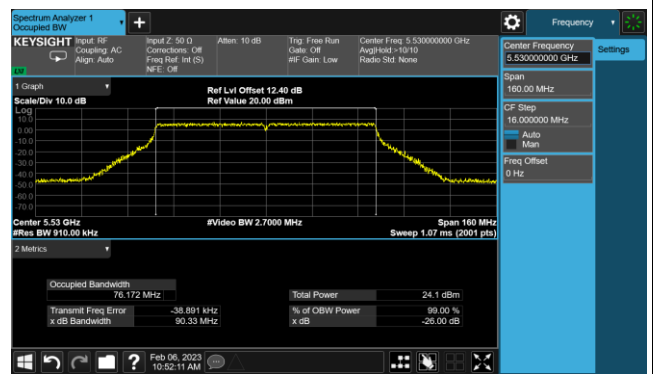 Spectrum Analyzer 1
Occupied BW
Frequency
KEYSIGHT
Input: RF
Coupling: AC
Align: Auto
Input Z: 50 Ω
Corrections: Off
Freq Ref: Int (S)
NFE: Off
Atten: 10 dB
Trig: Free Run
Gate: Off
#IF Gain: Low
Center Freq: 5.530000000 GHz
Avg|Hold:>10/10
Radio Std: None
Center Frequency
5.530000000 GHz
Settings
Span
160.00 MHz
CF Step
16.000000 MHz
Auto
Man
Freq Offset
0 Hz
1 Graph
Scale/Div 10.0 dB
Ref Lvl Offset 12.40 dB
Ref Value 20.00 dBm
Log
10.0
0.00
-10.0
-20.0
-30.0
-40.0
-50.0
-60.0
-70.0
Center 5.53 GHz
#Res BW 910.00 kHz
#Video BW 2.7000 MHz
Span 160 MHz
Sweep 1.07 ms (2001 pts)
2 Metrics
Occupied Bandwidth
76.172 MHz
Transmit Freq Error -38.891 kHz
x dB Bandwidth 90.33 MHz
Total Power 24.1 dBm
% of OBW Power 99.00 %
x dB -26.00 dB
?
Feb 06, 2023
10:52:11 AM